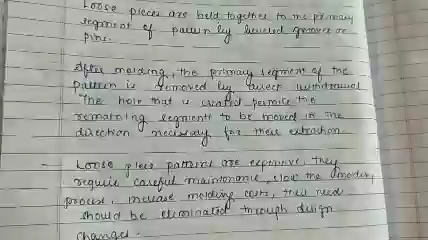 Loose pieces are held together to the primary
segment of pattern by beveled grooves or
pins.
After molding, the primary segment of the
pattern is removed by direct withdrawal
The hole that is created permits the
remaining segments to be moved in the
direction necessary for their extraction
- Loose piece patterns are expensive, they
require careful maintenance, slow the molding
process, increase molding costs, their need
should be eliminated through design
changes.